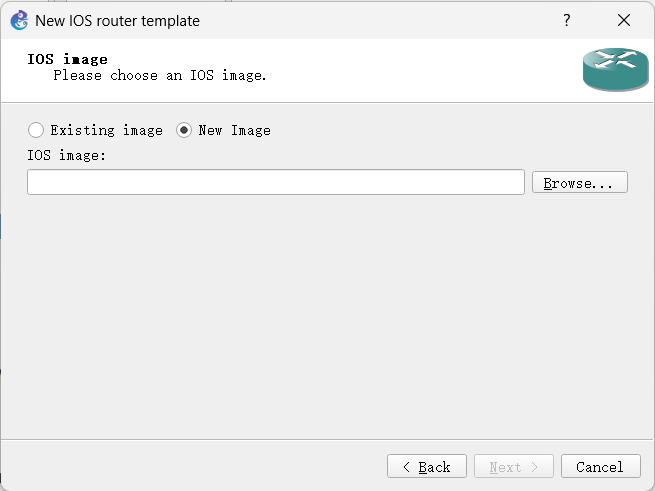 New IOS router template
?
IOS image
Please choose an IOS image.
Existing image
New Image
IOS image:
Browse...
< Back
Next >
Cancel